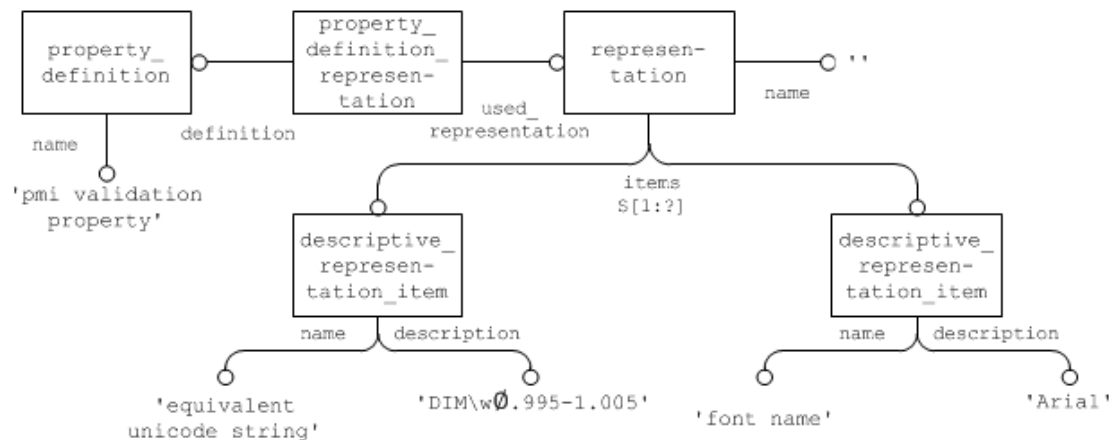 property_
definition
property_
definition_
represen-
tation
represen-
tation
''
name
used_
representation
definition
name
'pmi validation
property'
items
S[1:?]
descriptive_
represen-
tation_item
descriptive_
represen-
tation_item
name
description
name
description
'equivalent
unicode string'
'DIM\wØ.995-1.005'
'font name'
'Arial'